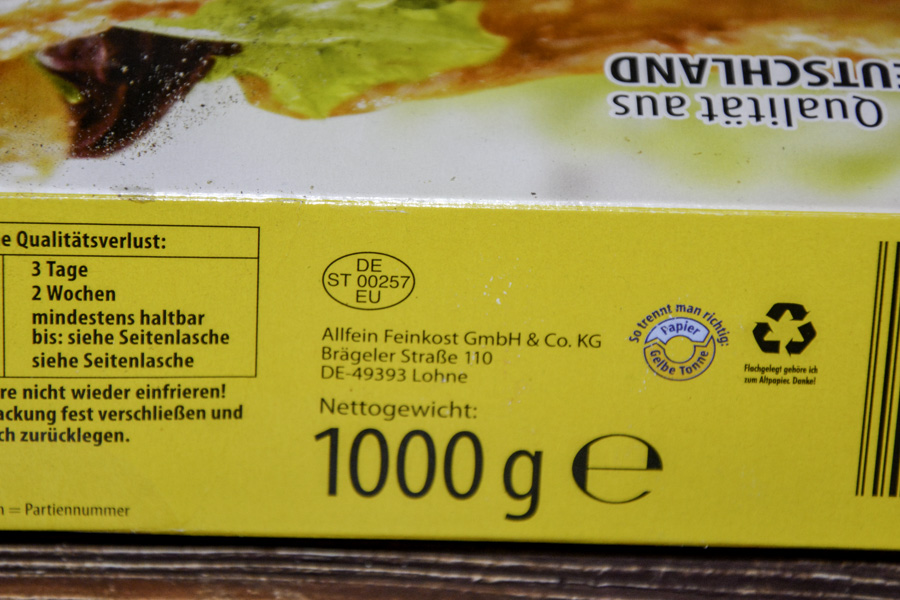 Qualität aus
DEUTSCHLAND
e Qualitätsverlust:
3 Tage
2 Wochen
mindestens haltbar
bis: siehe Seitenlasche
siehe Seitenlasche
re nicht wieder einfrieren!
ackung fest verschließen und
ch zurücklegen.
n = Partiennummer
DE
ST 00257
EU
Allfein Feinkost GmbH & Co. KG
Brägeler Straße 110
DE-49393 Lohne
Nettogewicht:
1000 g ℮
So trennt man richtig:
Papier
Gelbe Tonne
Flachgelegt gehöre ich
zum Altpapier. Danke!